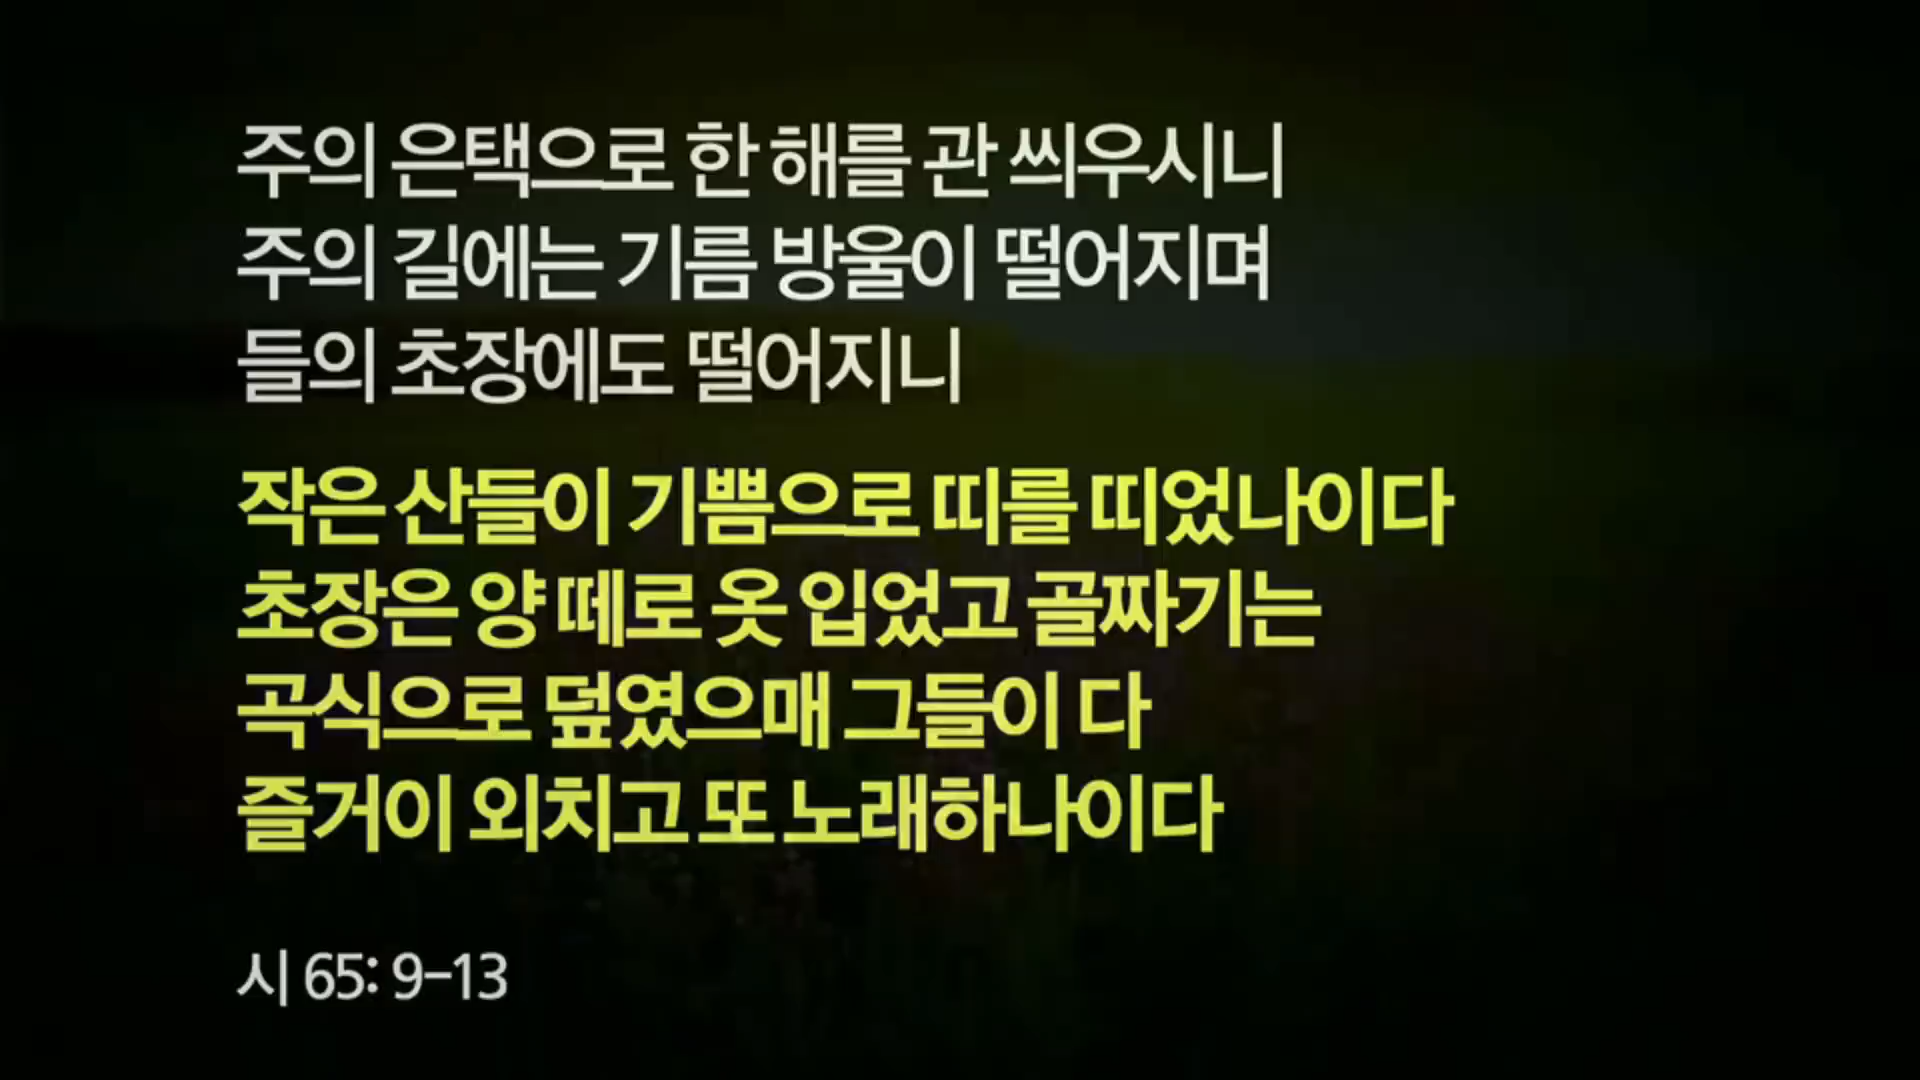 주의 은택으로 한 해를 관 씌우시니
주의 길에는 기름 방울이 떨어지며
들의 초장에도 떨어지니
작은 산들이 기쁨으로 띠를 띠었나이다
초장은 양 떼로 옷 입었고 골짜기는
곡식으로 덮였으매 그들이 다
즐거이 외치고 또 노래하나이다
시 65: 9-13